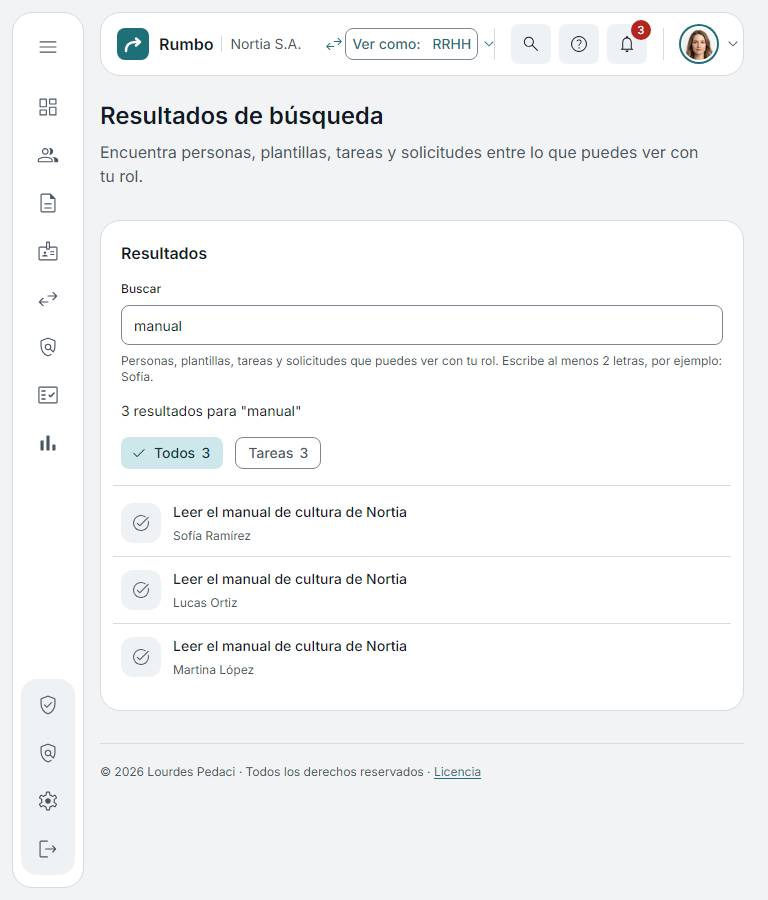 Rumbo
Nortia S.A.
Ver como: RRHH
3
Resultados de búsqueda
Encuentra personas, plantillas, tareas y solicitudes entre lo que puedes ver con
tu rol.
Resultados
Buscar
manual
Personas, plantillas, tareas y solicitudes que puedes ver con tu rol. Escribe al menos 2 letras, por ejemplo:
Sofía.
3 resultados para "manual"
Todos 3
Tareas 3
Leer el manual de cultura de Nortia
Sofía Ramírez
Leer el manual de cultura de Nortia
Lucas Ortiz
Leer el manual de cultura de Nortia
Martina López
© 2026 Lourdes Pedaci · Todos los derechos reservados · Licencia